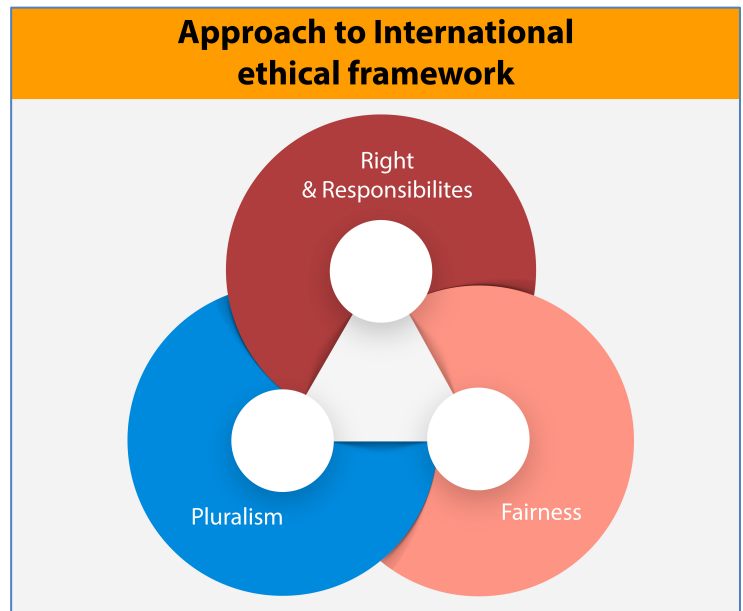 Approach to International
ethical framework
Right
& Responsibilites
Pluralism
Fairness